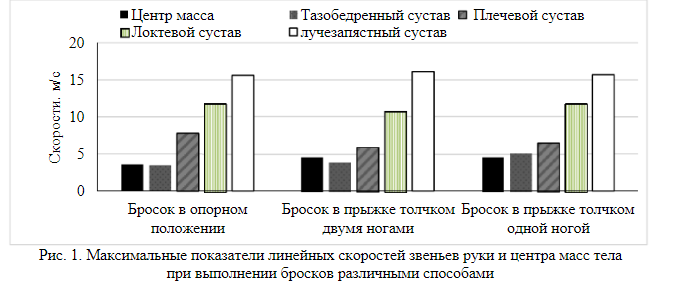 Центр масса Тазобедренный сустав Плечевой сустав
Локтевой сустав лучезапястный сустав
Скорости. м/с
20
15
10
5
0
Бросок в опорном положении
Бросок в прыжке толчком двумя ногами
Бросок в прыжке толчком одной ногой
Рис. 1. Максимальные показатели линейных скоростей звеньев руки и центра масс тела
при выполнении бросков различными способами